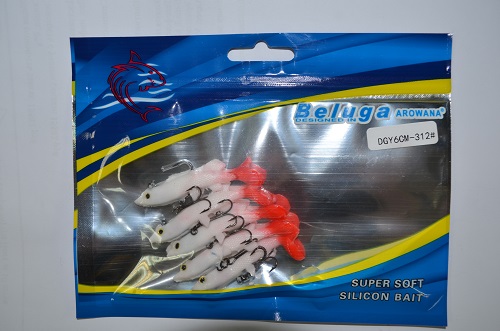 Beluga AROWANA®
DESIGNED IN
DGY6CM-312#
SUPER SOFT
SILICON BAIT